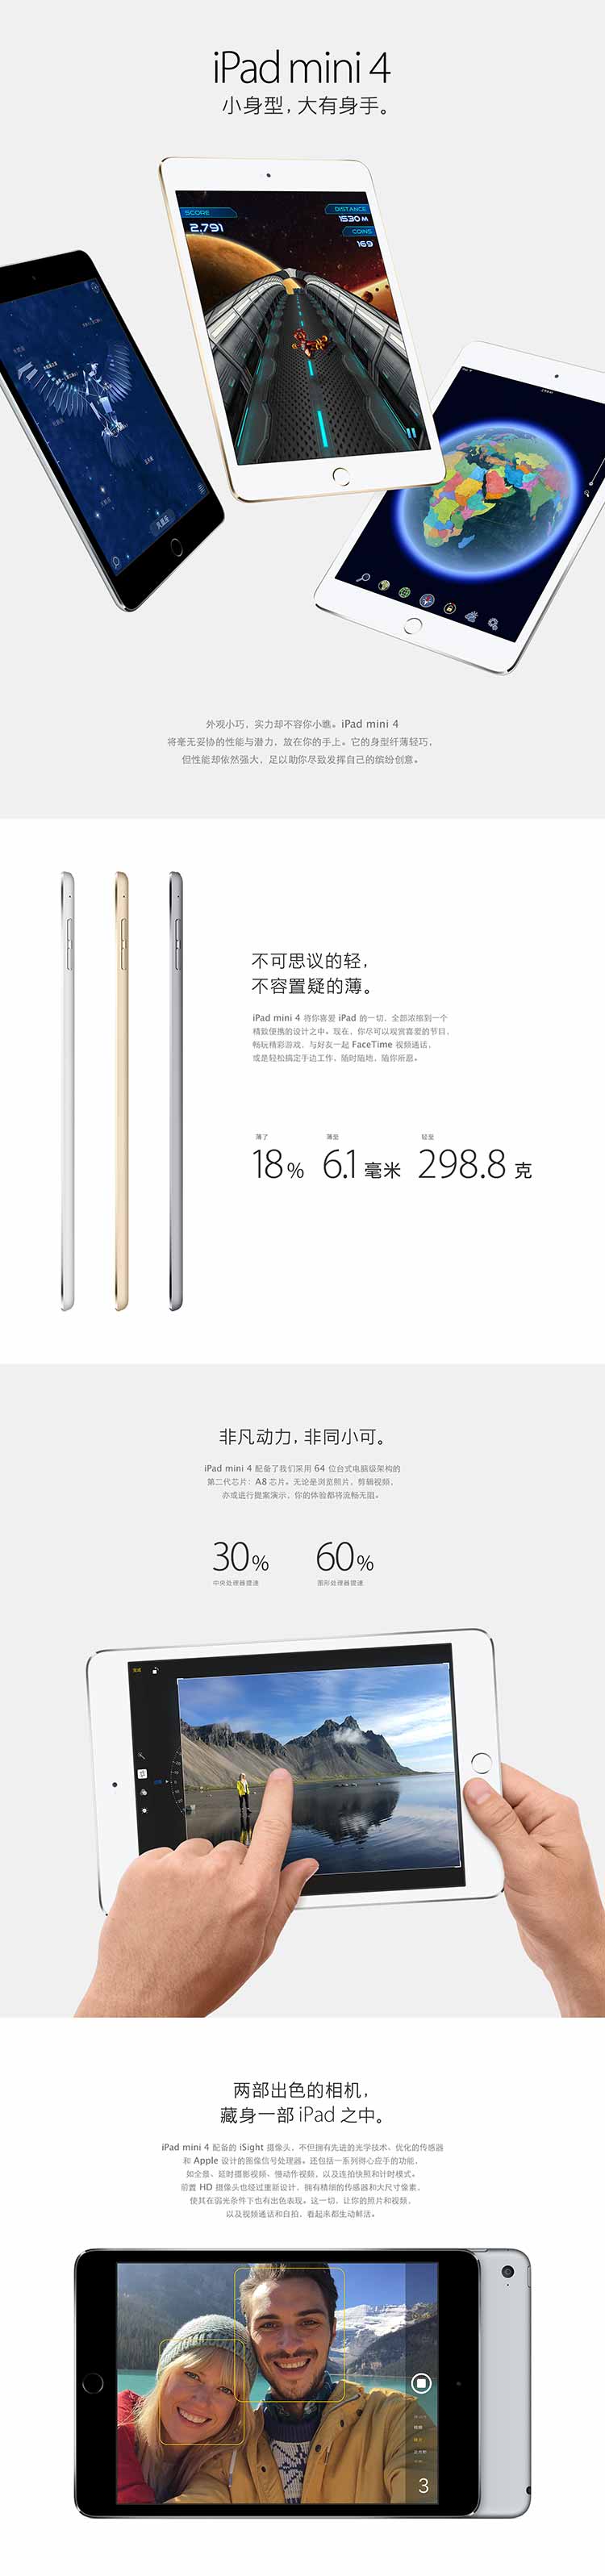 iPad mini 4
小身型，大有身手。
SCORE
2.791
DISTANCE
1530 M
COINS
169
外观小巧，实力却不容你小瞧。iPad mini 4
将毫无妥协的性能与潜力，放在你的手上。它的身型纤薄轻巧，
但性能却依然强大，足以助你尽致发挥自己的缤纷创意。
不可思议的轻，
不容置疑的薄。
iPad mini 4 将你喜爱 iPad 的一切，全部浓缩到一个
精致便携的设计之中。现在，你尽可以观赏喜爱的节目、
畅玩精彩游戏、与好友一起 FaceTime 视频通话，
或是轻松搞定手边工作，随时随地，随你所愿。
薄了 薄至 轻至
18% 6.1 毫米 298.8 克
非凡动力，非同小可。
iPad mini 4 配备了我们采用 64 位台式电脑级架构的
第二代芯片：A8 芯片。无论是浏览照片、剪辑视频，
亦或进行提案演示，你的体验都将流畅无阻。
30% 60%
中央处理器提速 图形处理器提速
完成
两部出色的相机，
藏身一部 iPad 之中。
iPad mini 4 配备的 iSight 摄像头，不但拥有先进的光学技术、优化的传感器
和 Apple 设计的图像信号处理器。还包括一系列得心应手的功能，
如全景、延时摄影视频、慢动作视频，以及连拍快照和计时模式。
前置 HD 摄像头也经过重新设计，拥有精细的传感器和大尺寸像素，
使其在弱光条件下也有出色表现。这一切，让你的照片和视频，
以及视频通话和自拍，看起来都生动鲜活。
3